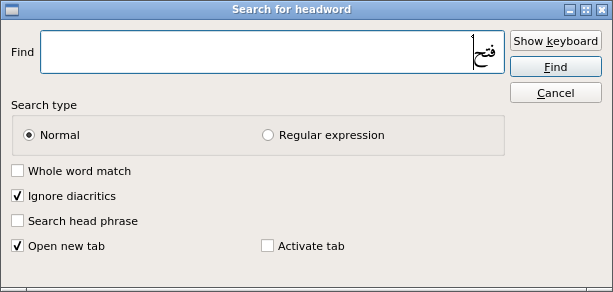 Search for headword
Find
فتح
Show keyboard
Find
Cancel
Search type
Normal
Regular expression
Whole word match
Ignore diacritics
Search head phrase
Open new tab
Activate tab